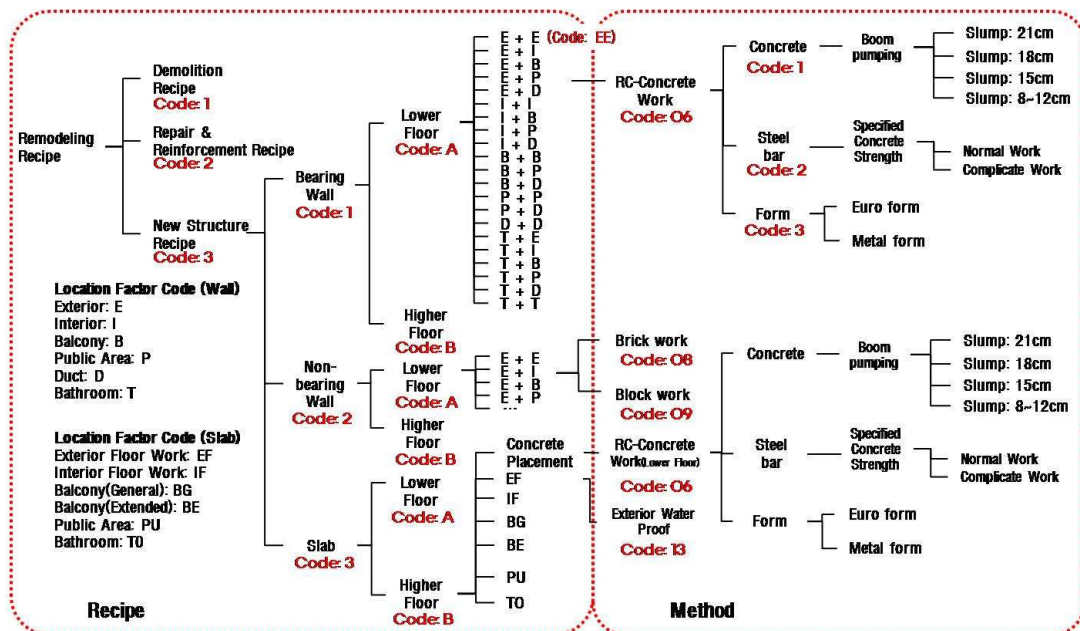 Remodeling
Recipe
Demolition
Recipe
Code: 1
Repair &
Reinforcement Recipe
Code: 2
New Structure
Recipe
Code: 3
Location Factor Code (Wall)
Exterior: E
Interior: I
Balcony: B
Public Area: P
Duct: D
Bathroom: T
Location Factor Code (Slab)
Exterior Floor Work: EF
Interior Floor Work: IF
Balcony(General): BG
Balcony(Extended): BE
Public Area: PU
Bathroom: TO
Bearing
Wall
Code: 1
Non-
bearing
Wall
Code: 2
Slab
Code: 3
Lower
Floor
Code: A
Higher
Floor
Code: B
Lower
Floor
Code: A
Higher
Floor
Code: B
Lower
Floor
Code: A
Higher
Floor
Code: B
E + E (Code: EE)
E + I
E + B
E + P
E + D
I + I
I + B
I + P
I + D
B + B
B + P
B + D
P + P
P + D
D + D
T + E
T + I
T + B
T + P
T + D
T + T
E + E
E + I
E + B
E + P
...
Concrete
Placement
EF
IF
BG
BE
PU
TO
Recipe
RC-Concrete
Work
Code: 06
Concrete
Code: 1
Boom
pumping
Slump: 21cm
Slump: 18cm
Slump: 15cm
Slump: 8~12cm
Steel
bar
Code: 2
Specified
Concrete
Strength
Normal Work
Complicate Work
Form
Code: 3
Euro form
Metal form
Brick work
Code: 08
Block work
Code: 09
RC-Concrete
Work(Lower Floor)
Code: 06
Exterior Water
Proof
Code: 13
Concrete
Boom
pumping
Slump: 21cm
Slump: 18cm
Slump: 15cm
Slump: 8~12cm
Steel
bar
Specified
Concrete
Strength
Normal Work
Complicate Work
Form
Euro form
Metal form
Method